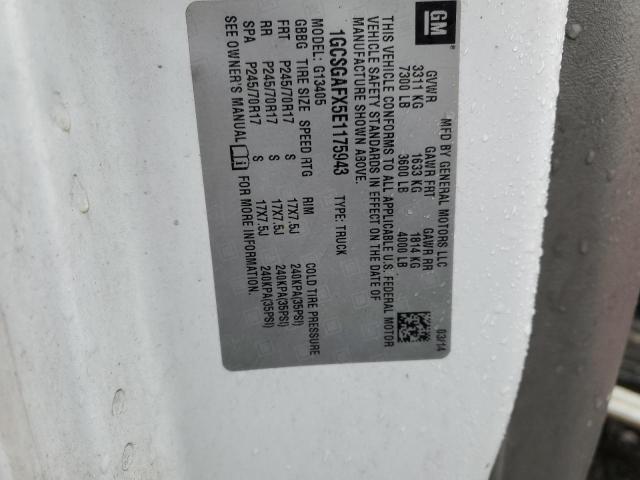 GM
MFD BY GENERAL MOTORS LLC
03/14
GVWR GAWR FRT GAWR RR
3311 KG 1633 KG 1814 KG
7300 LB 3600 LB 4000 LB
THIS VEHICLE CONFORMS TO ALL APPLICABLE U.S. FEDERAL MOTOR
VEHICLE SAFETY STANDARDS IN EFFECT ON THE DATE OF
MANUFACTURE SHOWN ABOVE.
1GCSGAFX5E1175943 TYPE: TRUCK
MODEL: G13405
GBBG TIRE SIZE SPEED RTG RIM COLD TIRE PRESSURE
FRT P245/70R17 S 17X7.5J 240KPA(35PSI)
RR P245/70R17 S 17X7.5J 240KPA(35PSI)
SPA P245/70R17 S 17X7.5J 240KPA(35PSI)
SEE OWNER'S MANUAL FOR MORE INFORMATION.